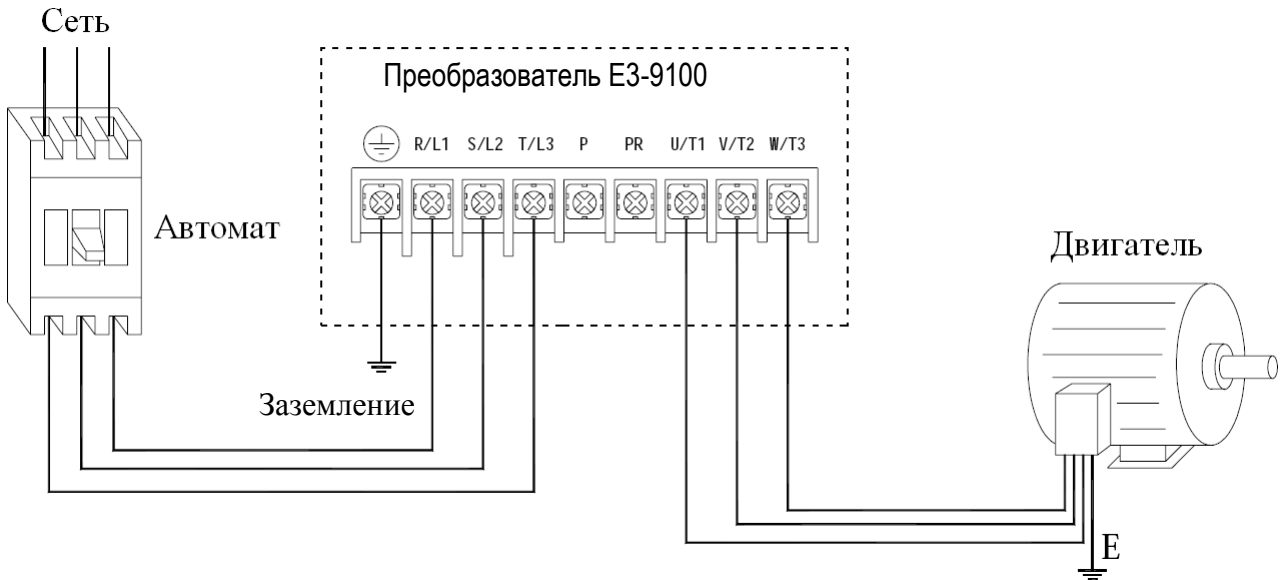 Сеть
Преобразователь E3-9100
R/L1 S/L2 T/L3 P PR U/T1 V/T2 W/T3
Автомат
Двигатель
Заземление
E